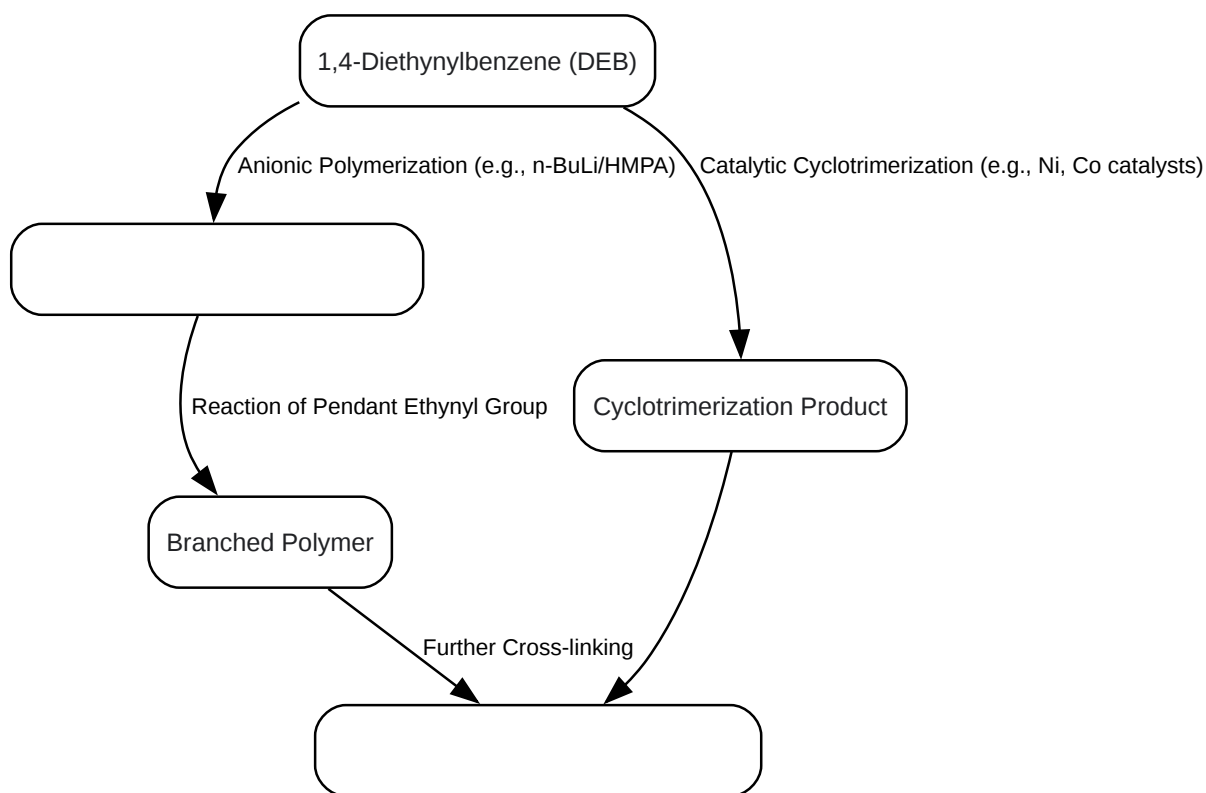 1,4-Diethynylbenzene (DEB)
Anionic Polymerization (e.g., n-BuLi/HMPA)
Catalytic Cyclotrimerization (e.g., Ni, Co catalysts)
Reaction of Pendant Ethynyl Group
Cyclotrimerization Product
Branched Polymer
Further Cross-linking